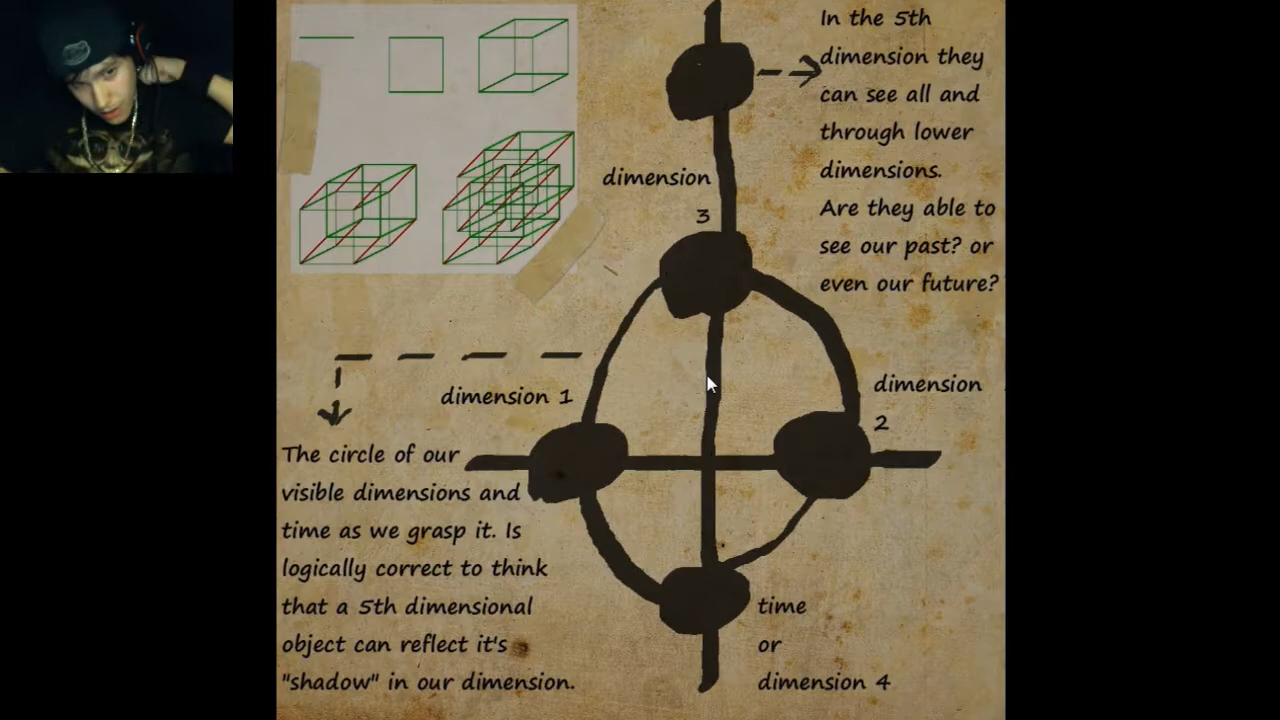 In the 5th
dimension they
can see all and
through lower
dimensions.
Are they able to
see our past? or
even our future?
dimension
3
dimension 1
dimension
2
The circle of our
visible dimensions and
time as we grasp it. Is
logically correct to think
that a 5th dimensional
object can reflect it's
"shadow" in our dimension.
time
or
dimension 4